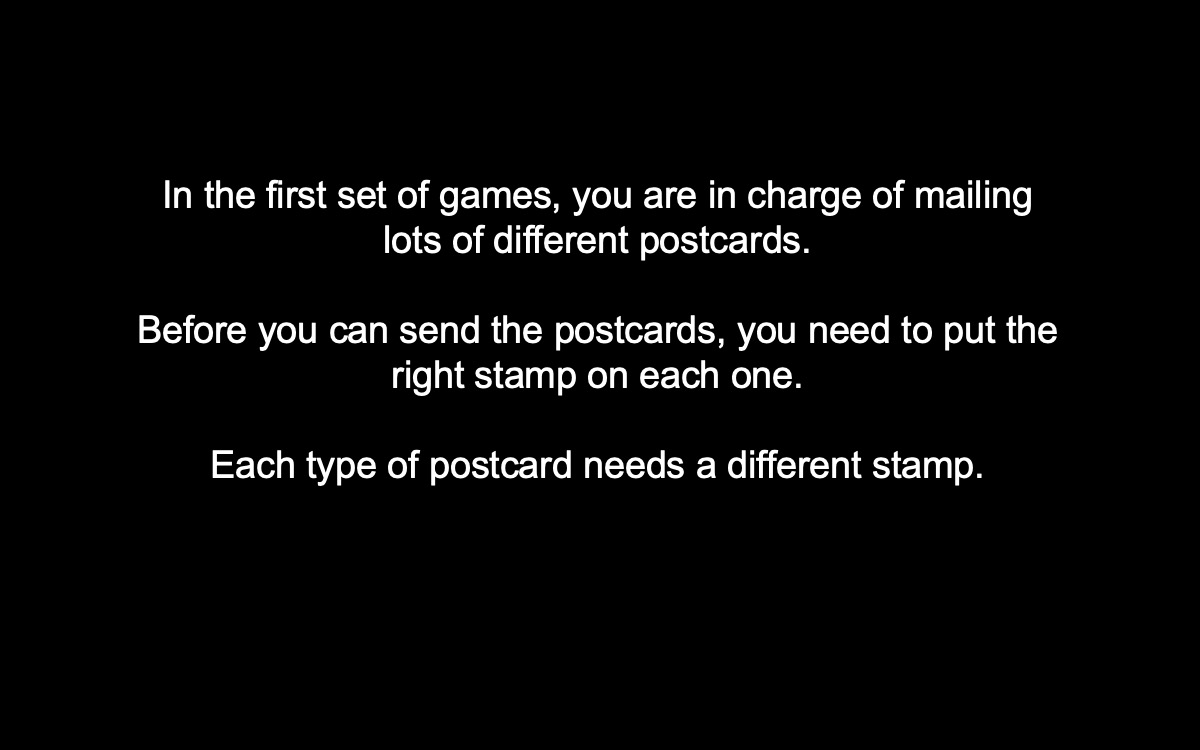 In the first set of games, you are in charge of mailing
lots of different postcards.
Before you can send the postcards, you need to put the
right stamp on each one.
Each type of postcard needs a different stamp.